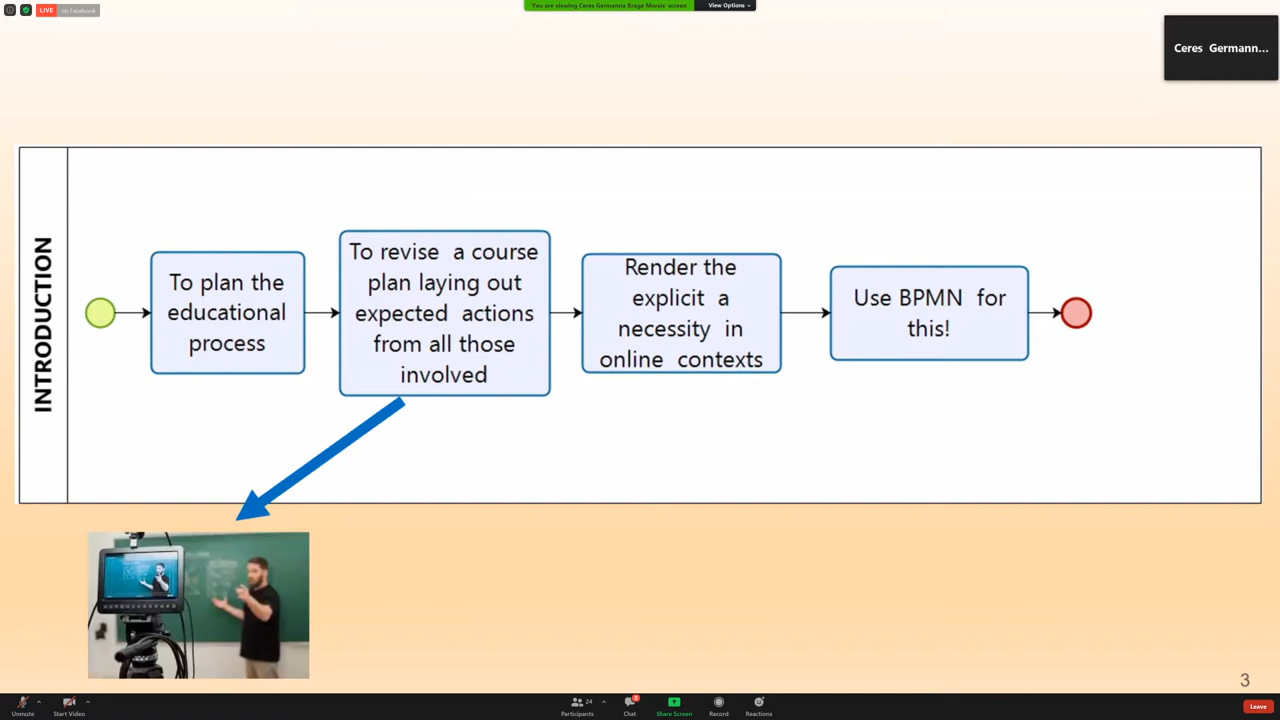 LIVE on Facebook
You are viewing Ceres Germanna Braga Morais' screen
View Options
Ceres Germann...
INTRODUCTION
To plan the
educational
process
To revise a course
plan laying out
expected actions
from all those
involved
Render the
explicit a
necessity in
online contexts
Use BPMN for
this!
3
Unmute
Start Video
Participants
24
Chat
3
Share Screen
Record
Reactions
Leave